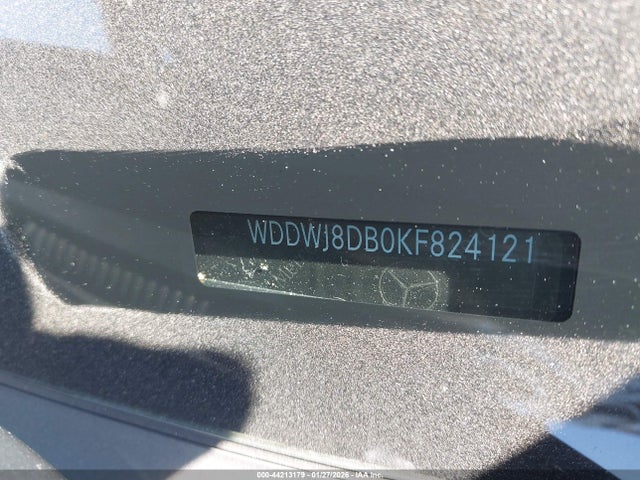 WDDWJ8DB0KF824121
000-44213179 - 01/27/2026 - IAA Inc.